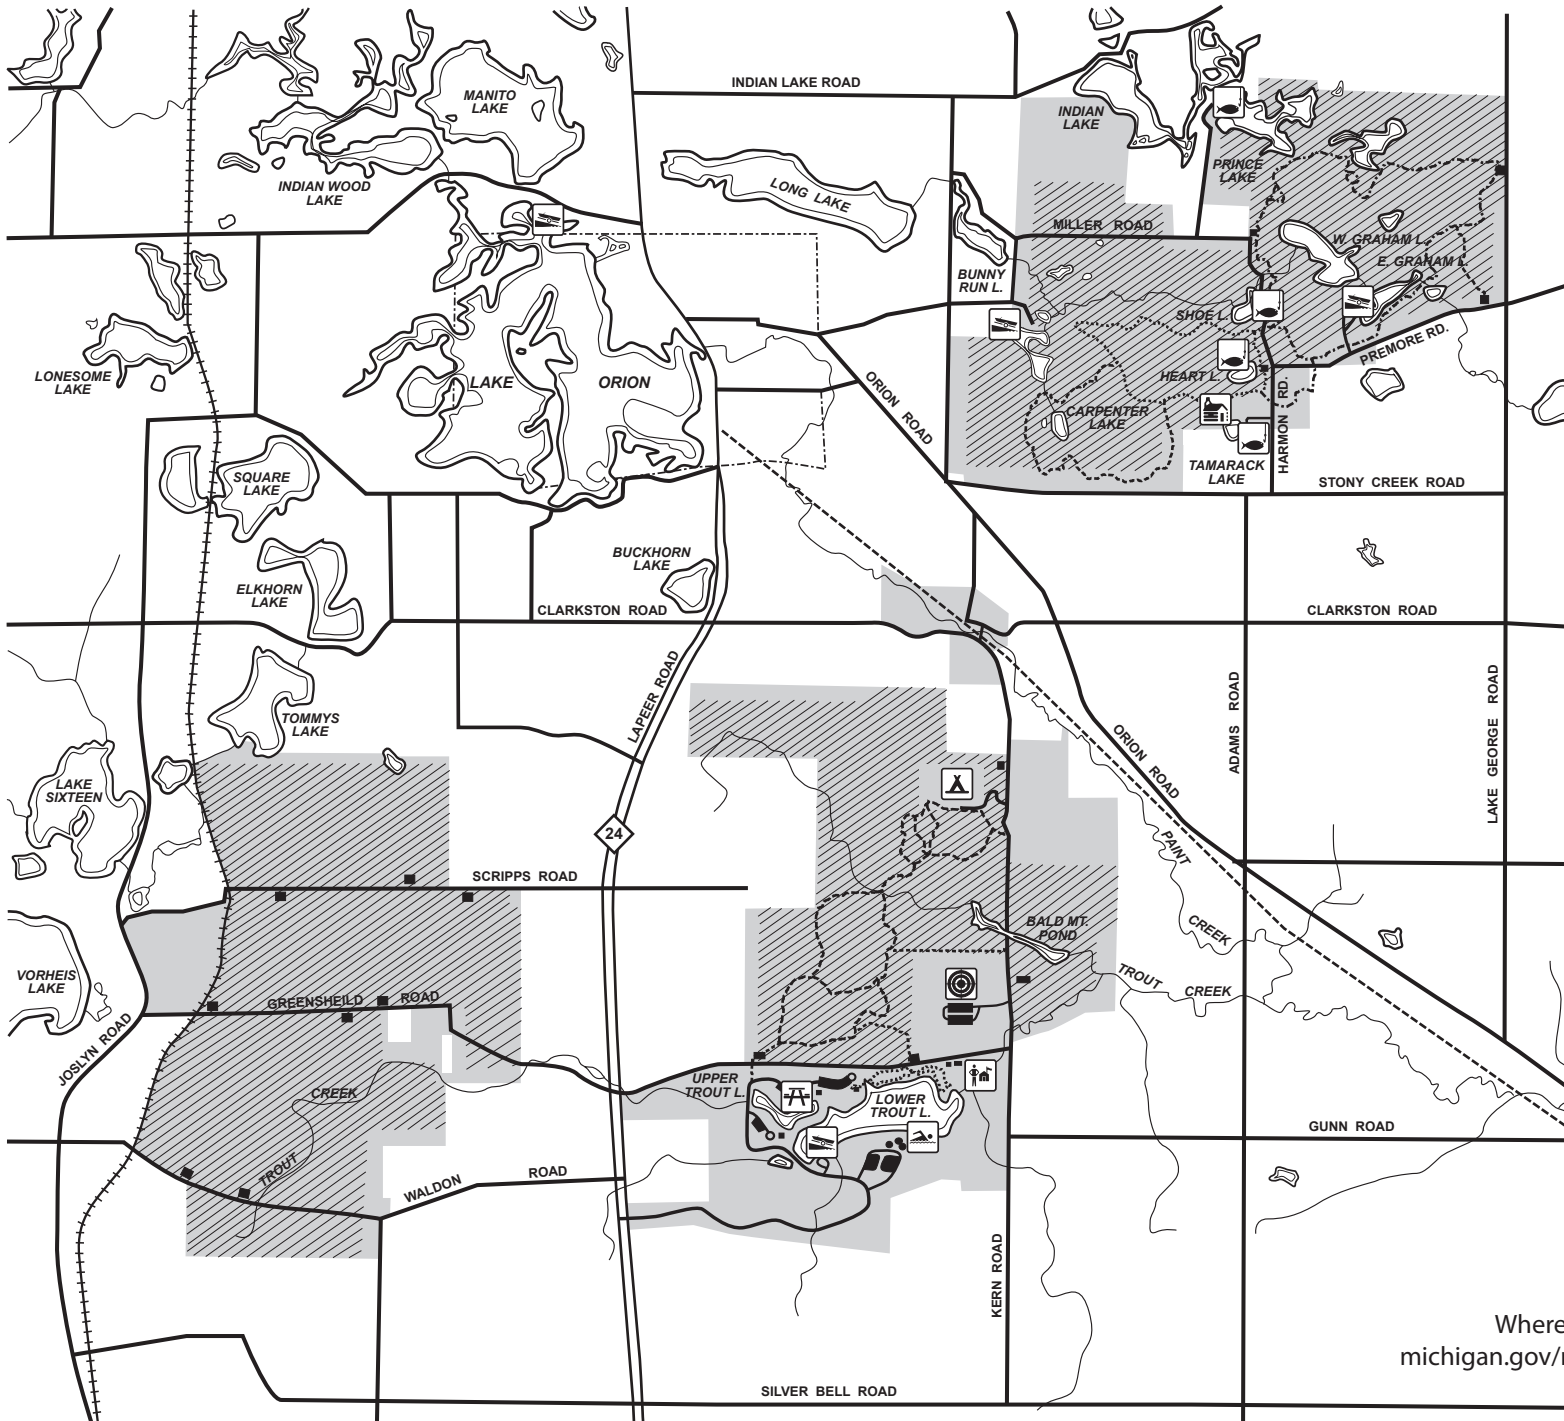 INDIAN LAKE ROAD
MANITO
LAKE
INDIAN
LAKE
INDIAN WOOD
LAKE
LONG LAKE
PRINCE
LAKE
MILLER ROAD
W. GRAHAM L.
E. GRAHAM L.
BUNNY
RUN L.
SHOE L.
PREMORE RD.
LONESOME
LAKE
LAKE ORION
ORION ROAD
HEART L.
HARMON RD.
CARPENTER
LAKE
TAMARACK
LAKE
STONY CREEK ROAD
SQUARE
LAKE
BUCKHORN
LAKE
ELKHORN
LAKE
CLARKSTON ROAD
CLARKSTON ROAD
LAPEER ROAD
TOMMYS
LAKE
ADAMS ROAD
LAKE GEORGE ROAD
ORION ROAD
LAKE
SIXTEEN
24
PAINT
CREEK
SCRIPPS ROAD
BALD MT.
POND
TROUT CREEK
VORHEIS
LAKE
GREENSHEILD ROAD
JOSLYN ROAD
UPPER
TROUT L.
LOWER
TROUT L.
CREEK
TROUT
GUNN ROAD
WALDON ROAD
KERN ROAD
Where
michigan.gov/
SILVER BELL ROAD